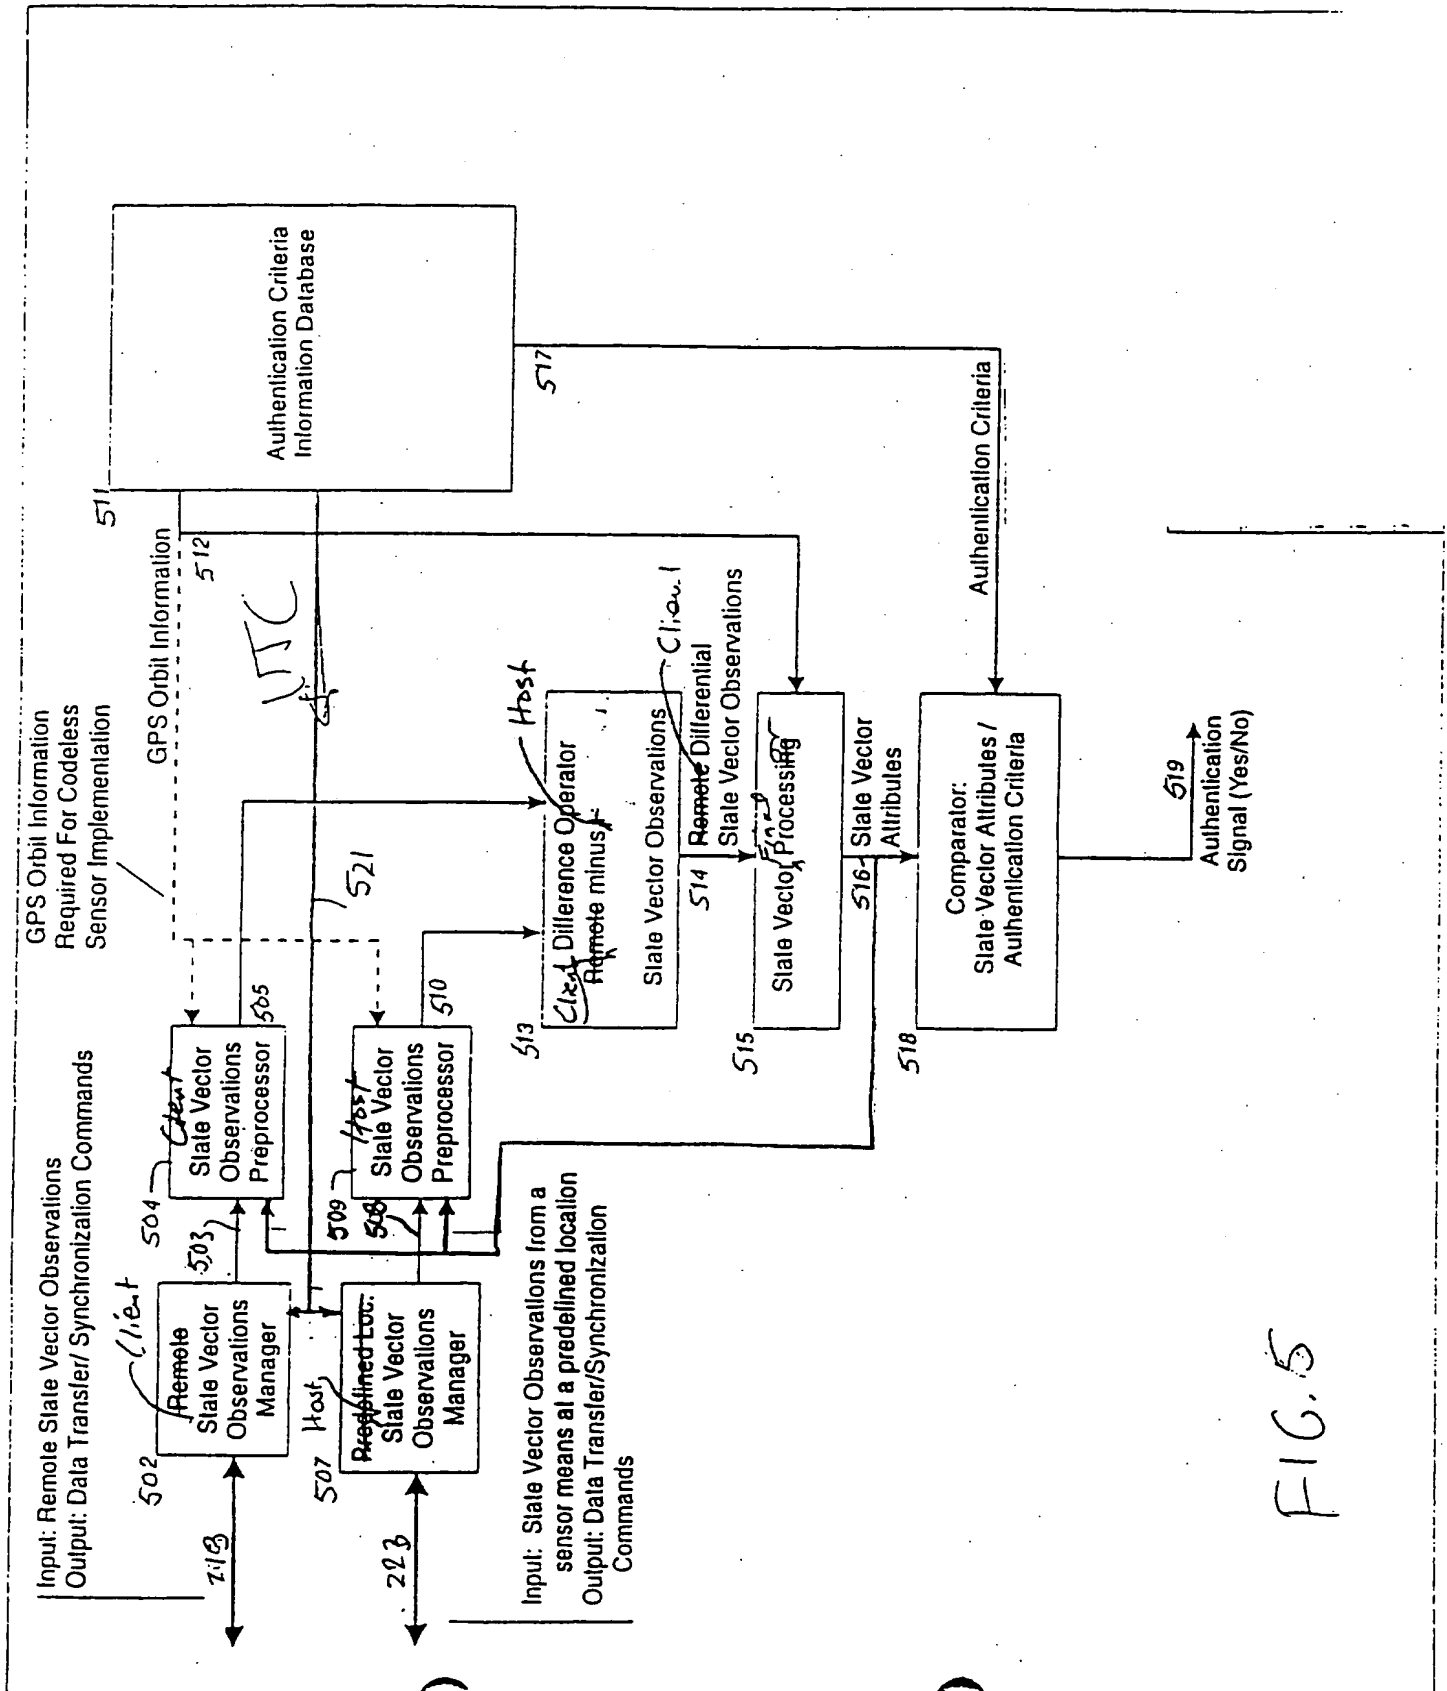 Input: Remote State Vector Observations
Output: Data Transfer/ Synchronization Commands
GPS Orbit Information
Required For Codeless
Sensor Implementation
218
502
Client
Remote
State Vector
Observations
Manager
503
504
Client
State Vector
Observations
Preprocessor
505
GPS Orbit Information
512
511
Authentication Criteria
Information Database
517
UTC
521
223
507
Host
Predefined Loc.
State Vector
Observations
Manager
508
509
Host
State Vector
Observations
Preprocessor
510
Input: State Vector Observations from a
sensor means at a predefined location
Output: Data Transfer/Synchronization
Commands
513
Difference Operator
Client
Remote minus
Host
State Vector Observations
514
Remote Differential
Client
State Vector Observations
515
State Vector Processing
516
State Vector
Attributes
Authentication Criteria
518
Comparator:
State Vector Attributes /
Authentication Criteria
519
Authentication
Signal (Yes/No)
FIG. 5